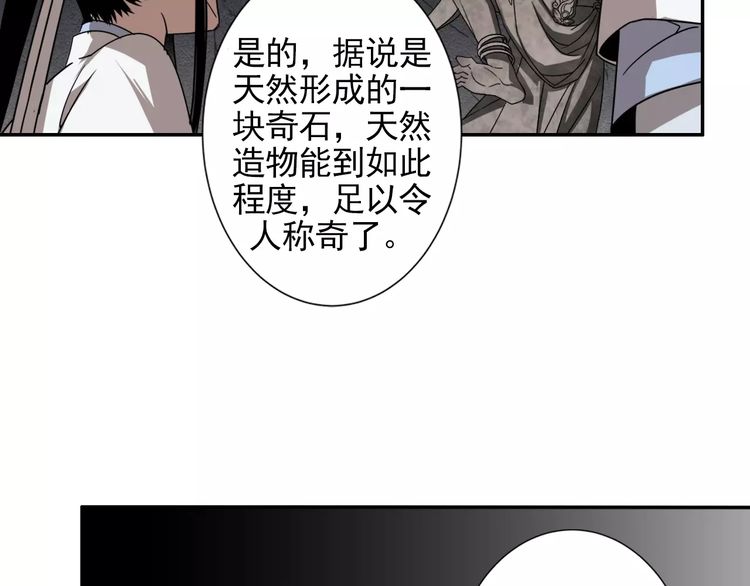 是的，据说是
天然形成的一
块奇石，天然
造物能到如此
程度，足以令
人称奇了。